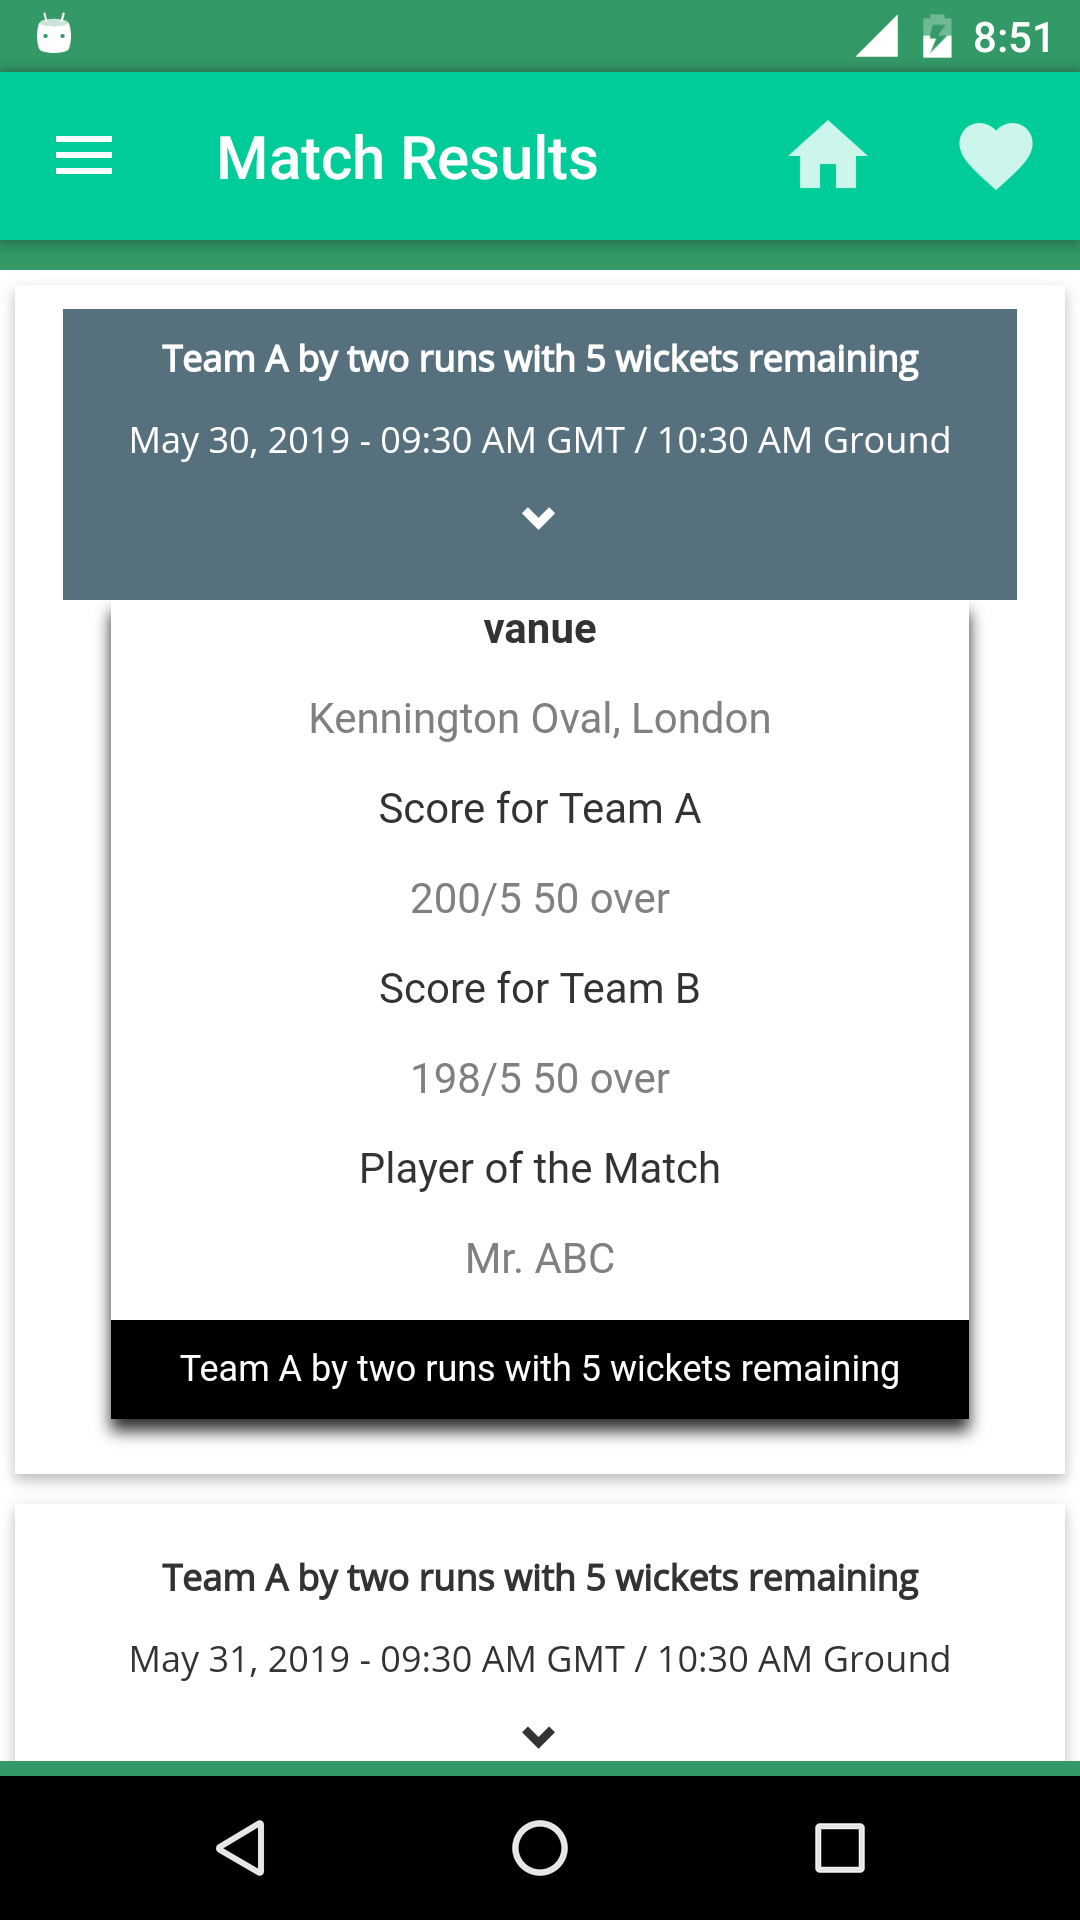 8:51
Match Results
Team A by two runs with 5 wickets remaining
May 30, 2019 - 09:30 AM GMT / 10:30 AM Ground
vanue
Kennington Oval, London
Score for Team A
200/5 50 over
Score for Team B
198/5 50 over
Player of the Match
Mr. ABC
Team A by two runs with 5 wickets remaining
Team A by two runs with 5 wickets remaining
May 31, 2019 - 09:30 AM GMT / 10:30 AM Ground